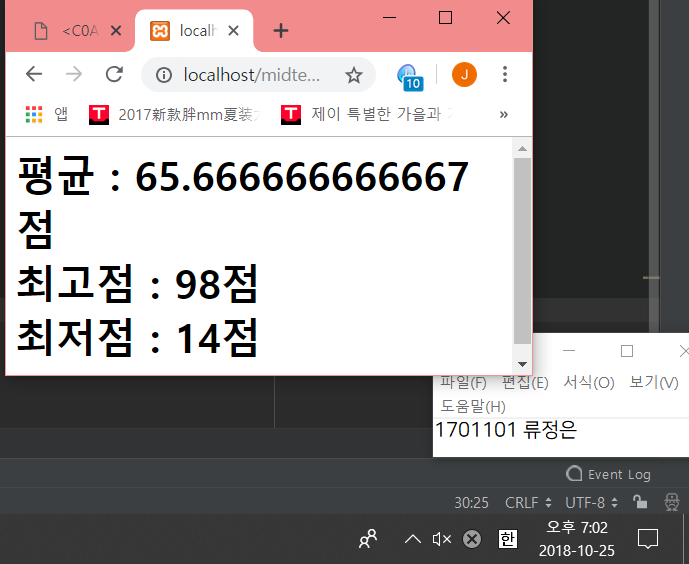 <C0A
localh
localhost/midte...
10
J
앱
2017新款胖mm夏装
제이 특별한 가을과
»
평균 : 65.666666666667
점
최고점 : 98점
최저점 : 14점
파일(F) 편집(E) 서식(O) 보기(V)
도움말(H)
1701101 류정은
Event Log
30:25 CRLF UTF-8
한
오후 7:02
2018-10-25